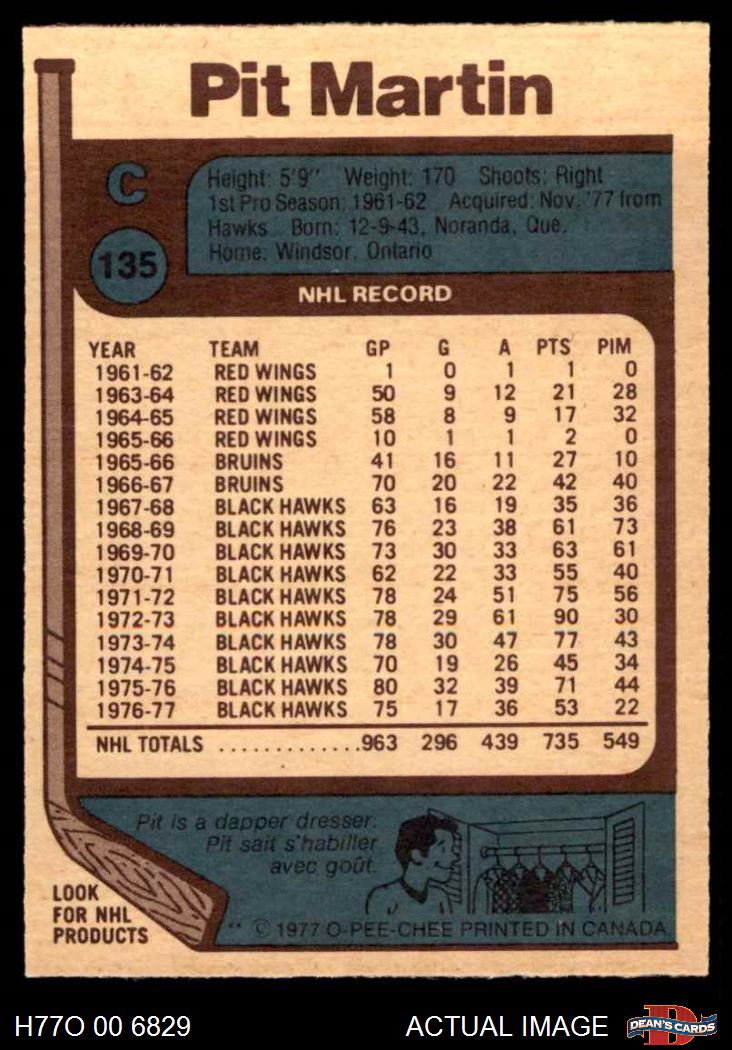 Pit Martin
C
135
Height: 5'9" Weight: 170 Shoots: Right
1st Pro Season: 1961-62 Acquired: Nov. '77 from
Hawks Born: 12-9-43, Noranda, Que.
Home: Windsor, Ontario
NHL RECORD
YEAR TEAM GP G A PTS PIM
1961-62 RED WINGS 1 0 1 1 0
1963-64 RED WINGS 50 9 12 21 28
1964-65 RED WINGS 58 8 9 17 32
1965-66 RED WINGS 10 1 1 2 0
1965-66 BRUINS 41 16 11 27 10
1966-67 BRUINS 70 20 22 42 40
1967-68 BLACK HAWKS 63 16 19 35 36
1968-69 BLACK HAWKS 76 23 38 61 73
1969-70 BLACK HAWKS 73 30 33 63 61
1970-71 BLACK HAWKS 62 22 33 55 40
1971-72 BLACK HAWKS 78 24 51 75 56
1972-73 BLACK HAWKS 78 29 61 90 30
1973-74 BLACK HAWKS 78 30 47 77 43
1974-75 BLACK HAWKS 70 19 26 45 34
1975-76 BLACK HAWKS 80 32 39 71 44
1976-77 BLACK HAWKS 75 17 36 53 22
NHL TOTALS .............963 296 439 735 549
Pit is a dapper dresser.
Pit sait s'habiller
avec goût.
LOOK
FOR NHL
PRODUCTS
** © 1977 O-PEE-CHEE PRINTED IN CANADA
H77O 00 6829 ACTUAL IMAGE D DEAN'S CARDS